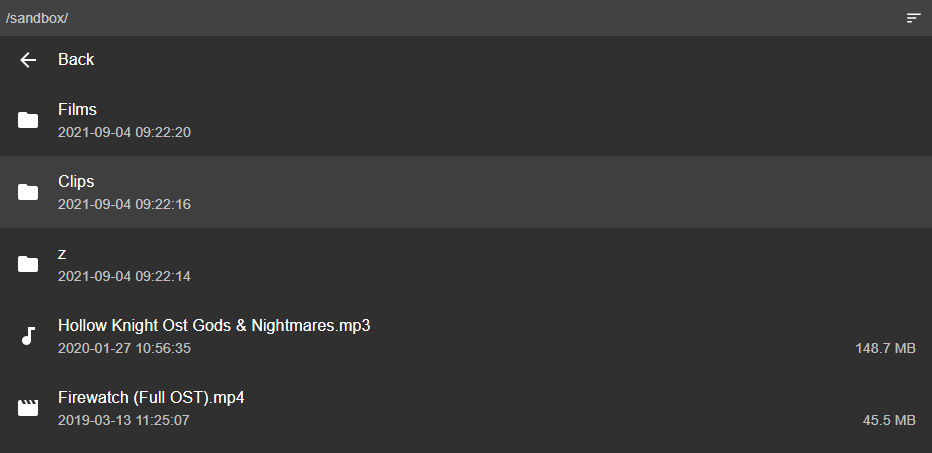 /sandbox/
Back
Films
2021-09-04 09:22:20
Clips
2021-09-04 09:22:16
z
2021-09-04 09:22:14
Hollow Knight Ost Gods & Nightmares.mp3
2020-01-27 10:56:35 148.7 MB
Firewatch (Full OST).mp4
2019-03-13 11:25:07 45.5 MB